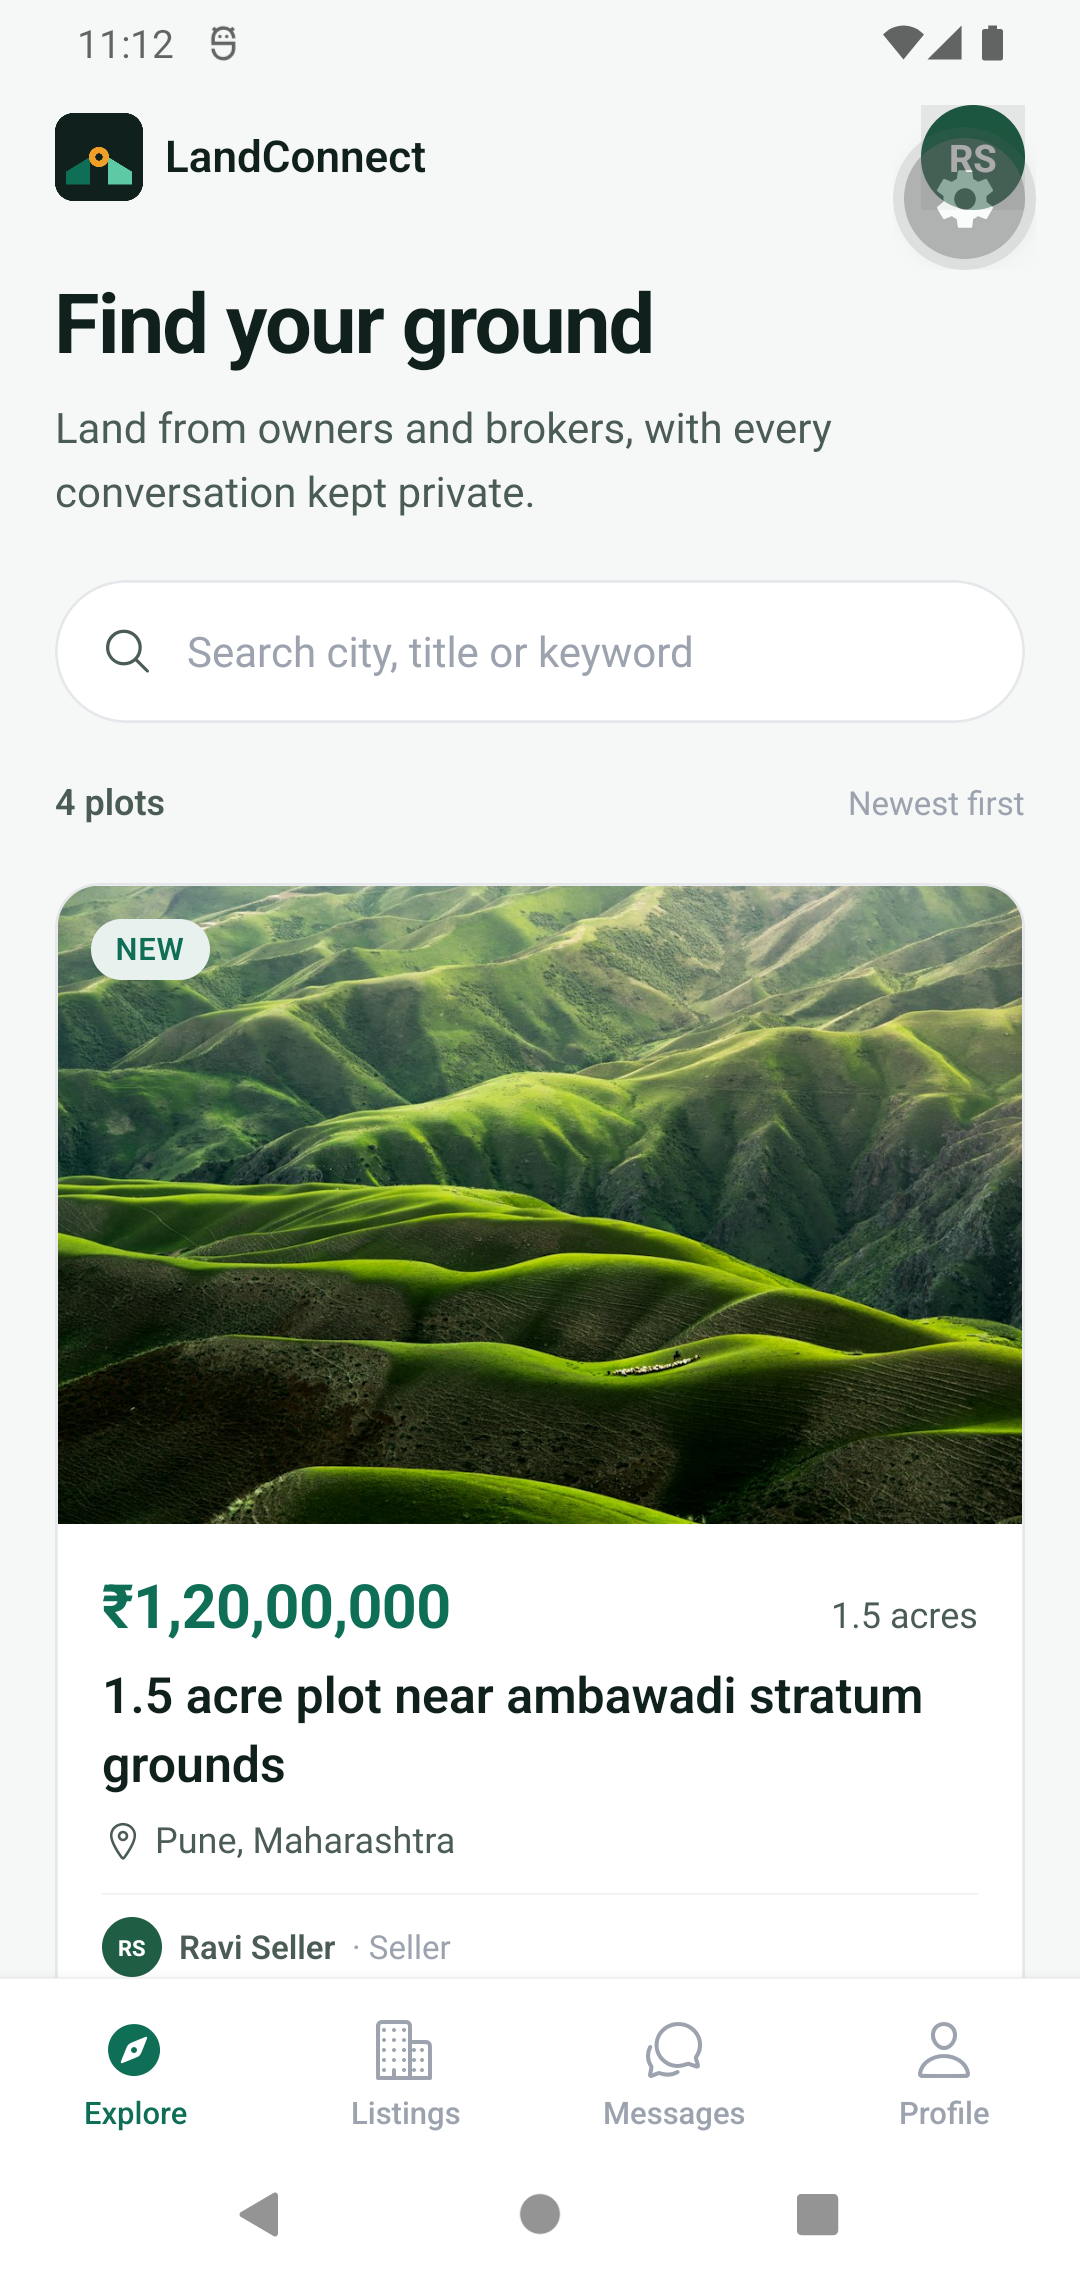 11:12
LandConnect
RS
Find your ground
Land from owners and brokers, with every
conversation kept private.
Search city, title or keyword
4 plots
Newest first
NEW
₹1,20,00,000
1.5 acres
1.5 acre plot near ambawadi stratum
grounds
Pune, Maharashtra
RS Ravi Seller · Seller
Explore
Listings
Messages
Profile